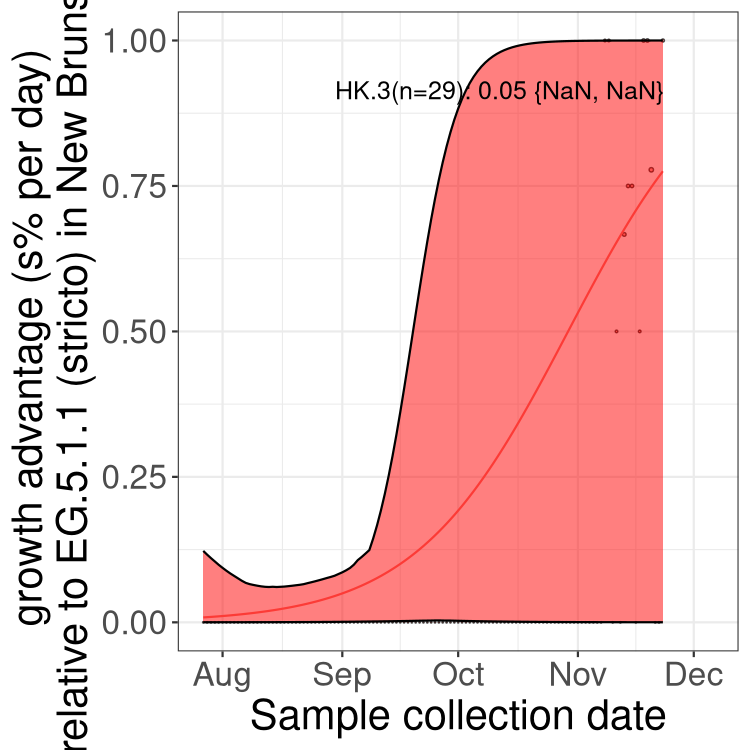 growth advantage (s% per day)
relative to EG.5.1.1 (stricto) in New Bruns
1.00
0.75
0.50
0.25
0.00
HK.3(n=29): 0.05 {NaN, NaN}
Aug Sep Oct Nov Dec
Sample collection date